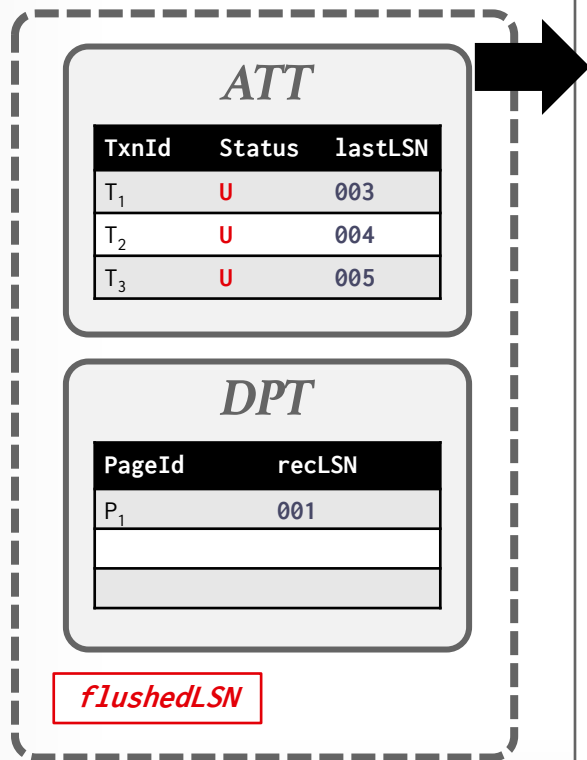 ATT
TxnId Status lastLSN
T1 U 003
T2 U 004
T3 U 005
DPT
PageId recLSN
P1 001
flushedLSN